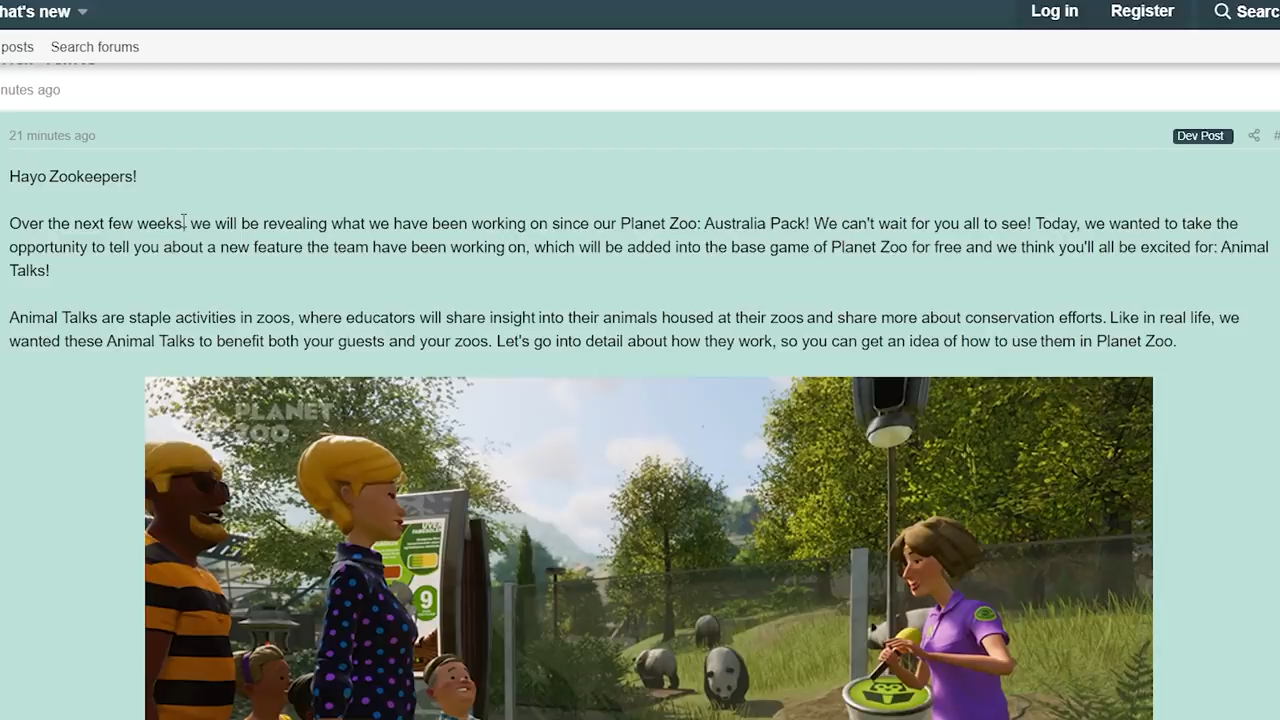 hat's new
Log in
Register
Searc
posts
Search forums
nutes ago
21 minutes ago
Dev Post
#
Hayo Zookeepers!
Over the next few weeks, we will be revealing what we have been working on since our Planet Zoo: Australia Pack! We can't wait for you all to see! Today, we wanted to take the
opportunity to tell you about a new feature the team have been working on, which will be added into the base game of Planet Zoo for free and we think you'll all be excited for: Animal
Talks!
Animal Talks are staple activities in zoos, where educators will share insight into their animals housed at their zoos and share more about conservation efforts. Like in real life, we
wanted these Animal Talks to benefit both your guests and your zoos. Let's go into detail about how they work, so you can get an idea of how to use them in Planet Zoo.
PLANET
ZOO
9